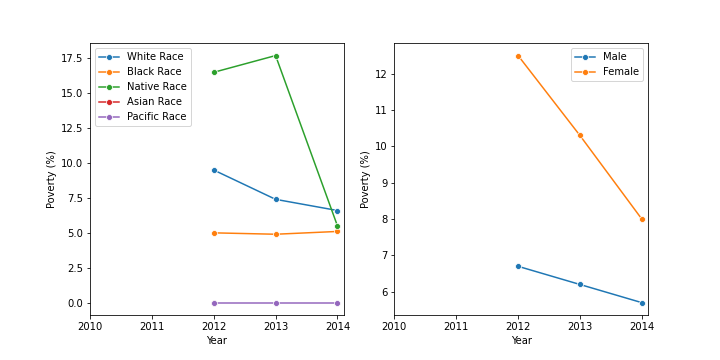 White Race
Black Race
Native Race
Asian Race
Pacific Race
17.5
15.0
12.5
10.0
7.5
5.0
2.5
0.0
Poverty (%)
2010 2011 2012 2013 2014
Year
Male
Female
12
11
10
9
8
7
6
Poverty (%)
2010 2011 2012 2013 2014
Year